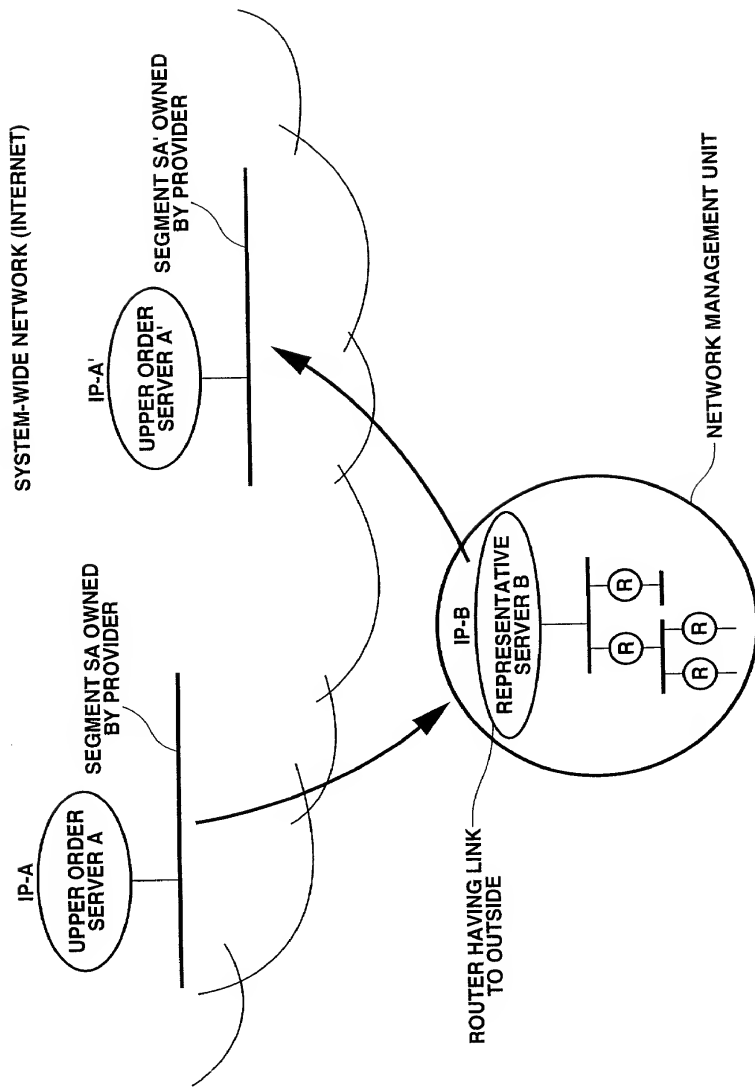 SYSTEM-WIDE NETWORK (INTERNET)
IP-A
UPPER ORDER
SERVER A
SEGMENT SA OWNED
BY PROVIDER
IP-A'
UPPER ORDER
SERVER A'
SEGMENT SA' OWNED
BY PROVIDER
ROUTER HAVING LINK
TO OUTSIDE
IP-B
REPRESENTATIVE
SERVER B
R
R
R
R
NETWORK MANAGEMENT UNIT